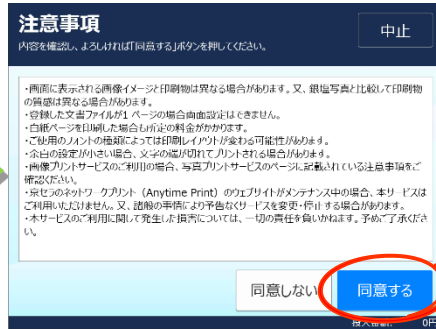 注意事項
内容を確認し、よろしければ「同意する」ボタンを押してください。
中止
・画面に表示される画像イメージと印刷物は異なる場合があります。又、銀塩写真と比較して印刷物
の質感は異なる場合があります。
・登録した文書ファイルが1 ページの場合両面設定はできません。
・白紙ページを印刷した場合も所定の料金がかかります。
・ご使用のフォントの種類によっては印刷レイアウトが変わる可能性があります。
・余白の設定が小さい場合、文字の端が切れてプリントされる場合があります。
・画像プリントサービスのご利用の場合、写真プリントサービスのページに記載されている注意事項をご
確認ください。
・京セラのネットワークプリント（Anytime Print）のウェブサイトがメンテナンス中の場合、本サービスは
ご利用いただけません。又、諸般の事情により予告なくサービスを変更・停止する場合があります。
・本サービスのご利用に関して発生した損害については、一切の責任を負いかねます。予めご了承くださ
い。
同意しない
同意する
投入金額: 0円